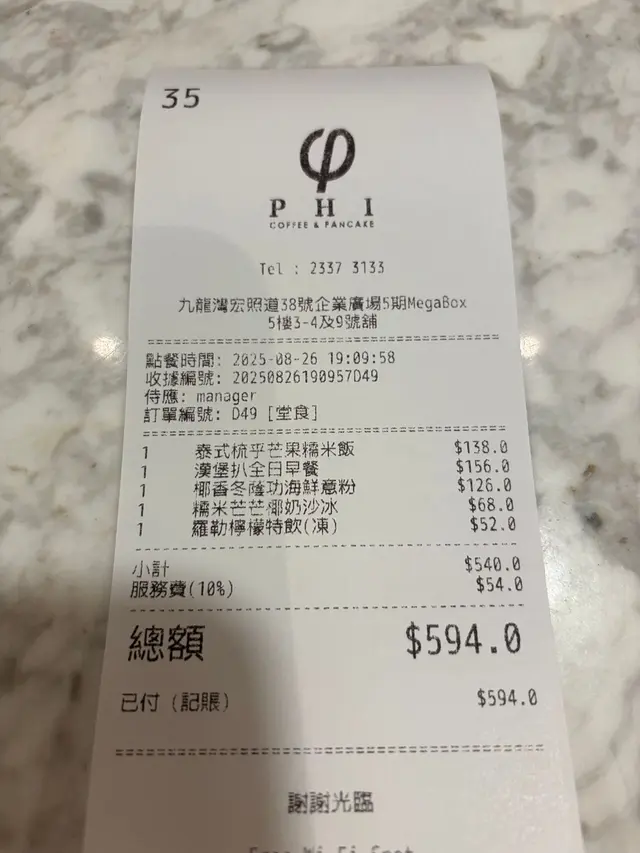 35
φ
PHI
COFFEE & PANCAKE
Tel : 2337 3133
九龍灣宏照道38號企業廣場5期MegaBox
5樓3-4及9號舖
點餐時間: 2025-08-26 19:09:58
收據編號: 20250826190957D49
侍應: manager
訂單編號: D49 [堂食]
1 泰式梳乎芒果糯米飯 $138.0
1 漢堡扒全日早餐 $156.0
1 椰香冬蔭功海鮮意粉 $126.0
1 糯米芒芒椰奶沙冰 $68.0
1 羅勒檸檬特飲(凍) $52.0
小計 $540.0
服務費(10%) $54.0
總額 $594.0
已付 (記賬) $594.0
謝謝光臨
Free Wi-Fi Spot